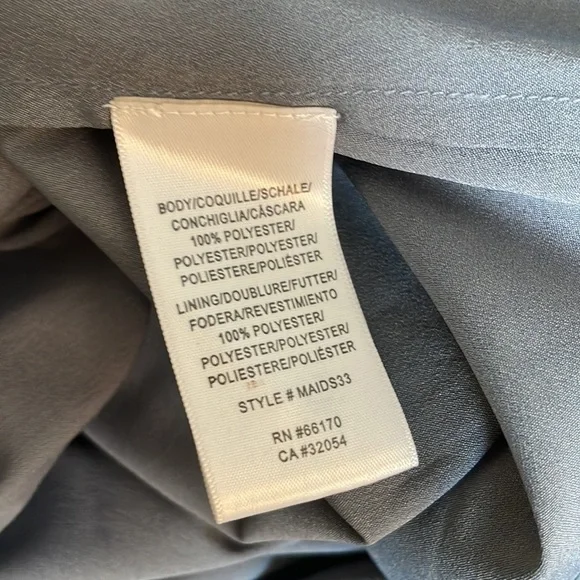 BODY/COQUILLE/SCHALE/
CONCHIGLIA/CÁSCARA
100% POLYESTER/
POLYESTER/POLYESTER/
POLIESTERE/POLIÈSTER
LINING/DOUBLURE/FUTTER/
FODERA/REVESTIMIENTO
100% POLYESTER/
POLYESTER/POLYESTER/
POLIESTERE/POLIÉSTER
STYLE # MAIDS33
RN #66170
CA #32054